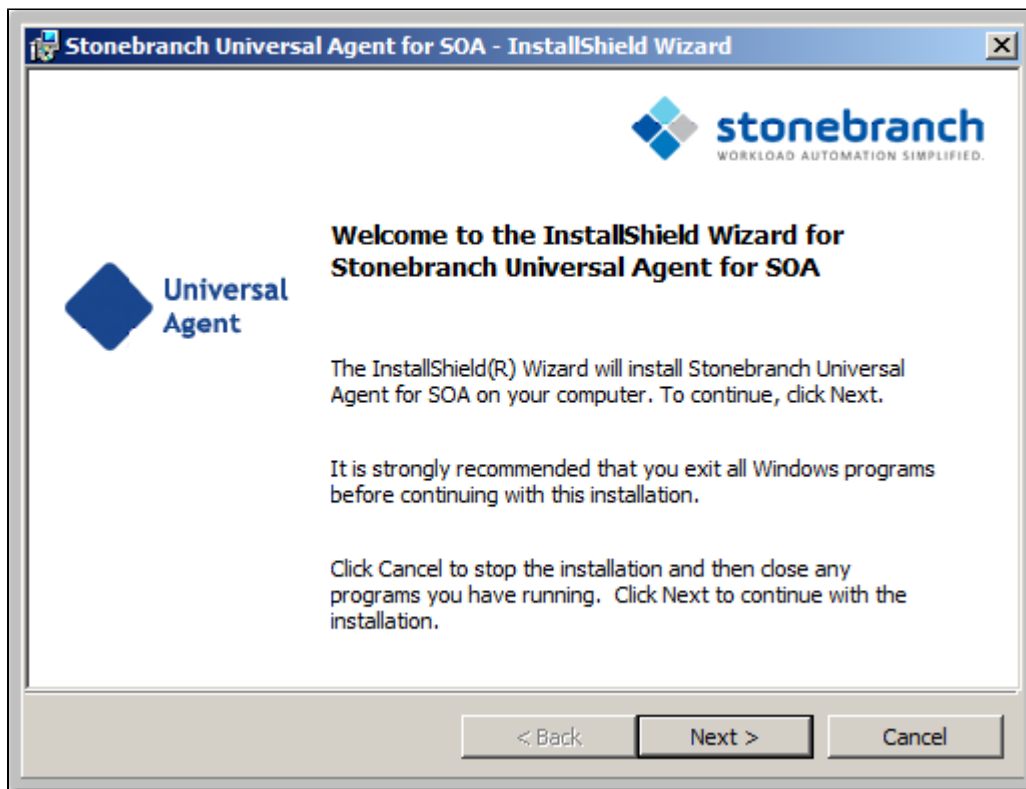 Stonebranch Universal Agent for SOA - InstallShield Wizard
stonebranch
WORKLOAD AUTOMATION SIMPLIFIED.
Welcome to the InstallShield Wizard for
Stonebranch Universal Agent for SOA
Universal
Agent
The InstallShield(R) Wizard will install Stonebranch Universal
Agent for SOA on your computer. To continue, click Next.
It is strongly recommended that you exit all Windows programs
before continuing with this installation.
Click Cancel to stop the installation and then close any
programs you have running.  Click Next to continue with the
installation.
< Back
Next >
Cancel